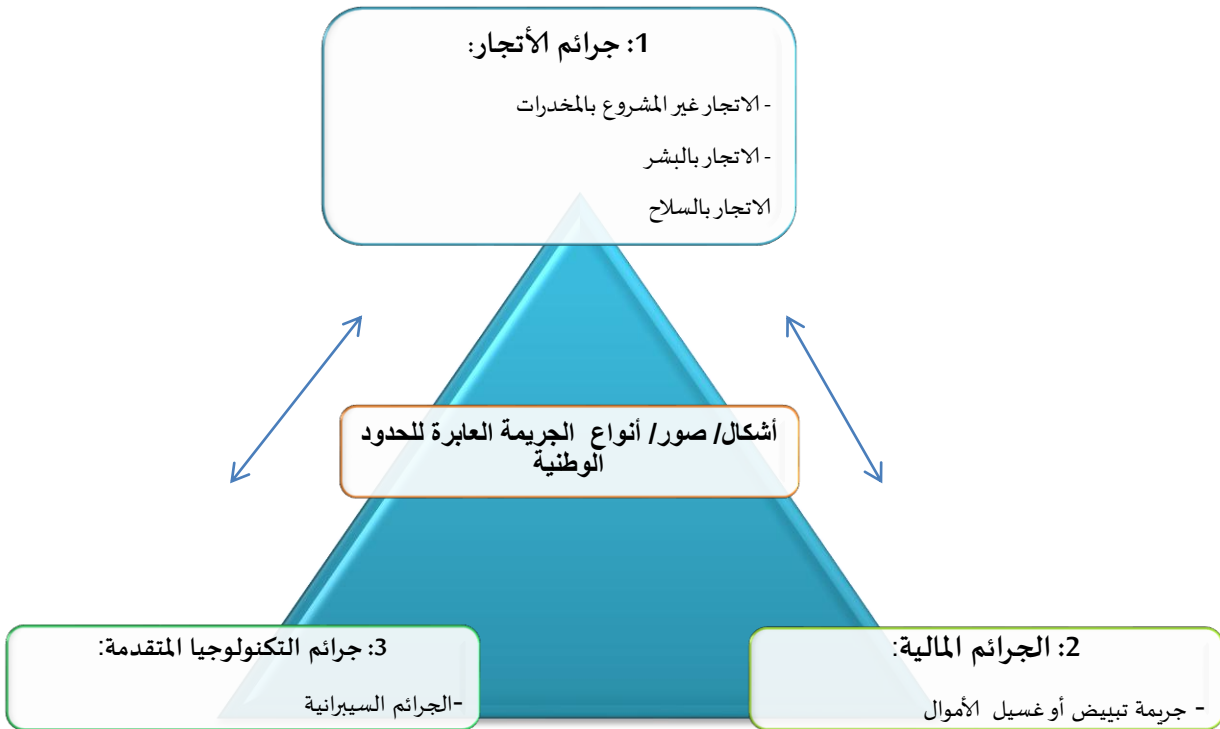 1: جرائم الأتجار:
- الاتجار غير المشروع بالمخدرات
- الاتجار بالبشر
الاتجار بالسلاح
أشكال/ صور/ أنواع الجريمة العابرة للحدود
الوطنية
2: الجرائم المالية:
- جريمة تبييض أو غسيل الأموال
3: جرائم التكنولوجيا المتقدمة:
-الجرائم السيبرانية